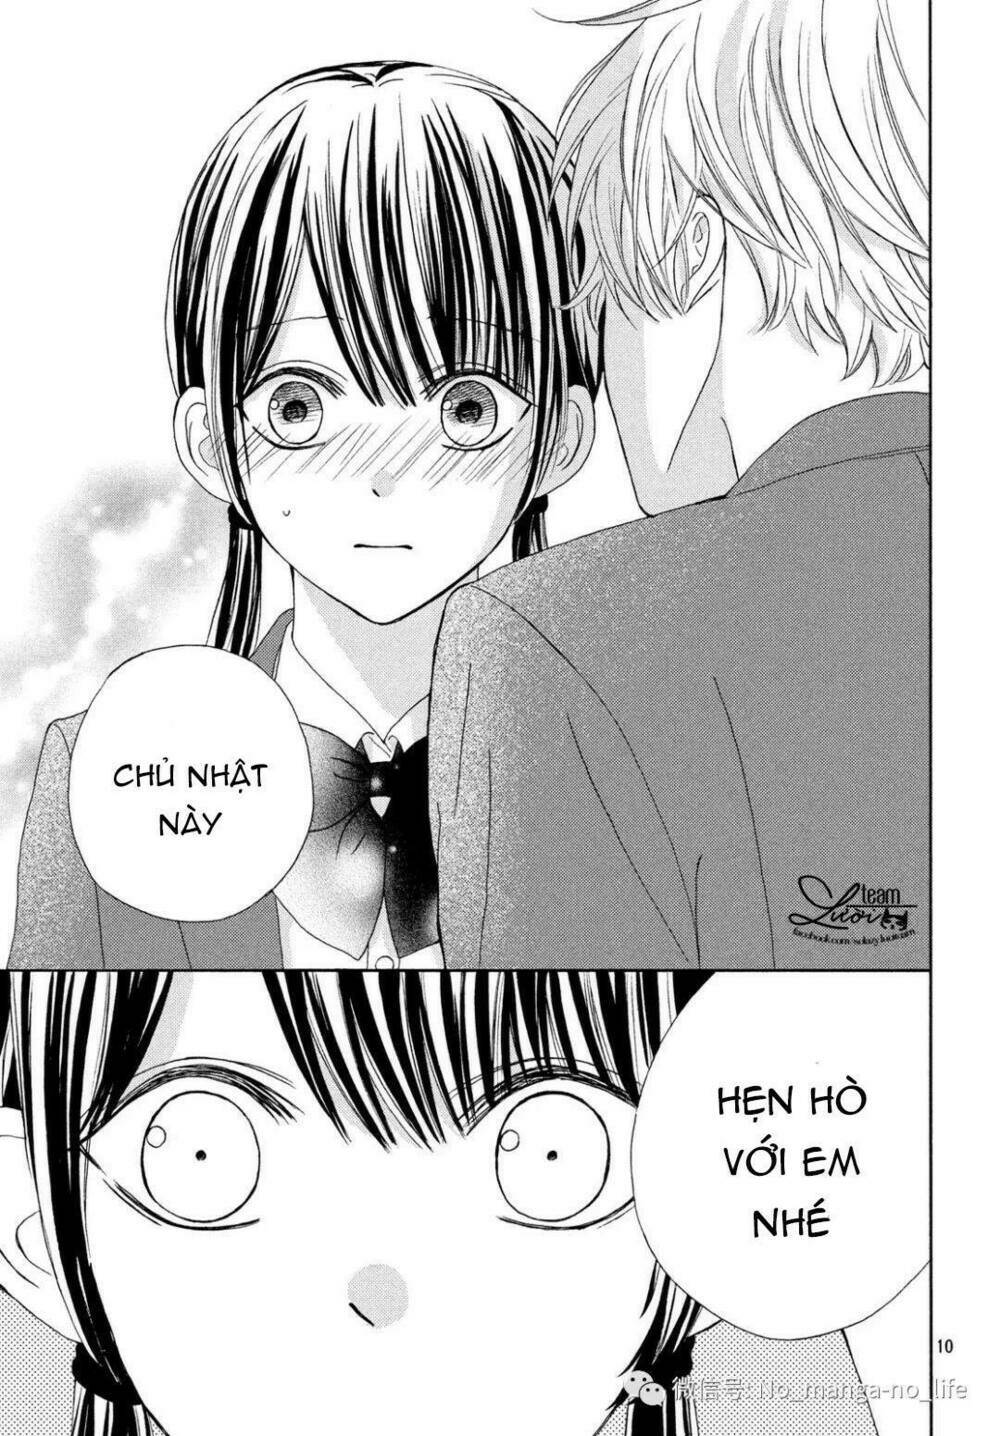 CHỦ NHẬT
NÀY
team
Lười
HẸN HÒ
VỚI EM
NHÉ
10
微信号: No_manga-no_life